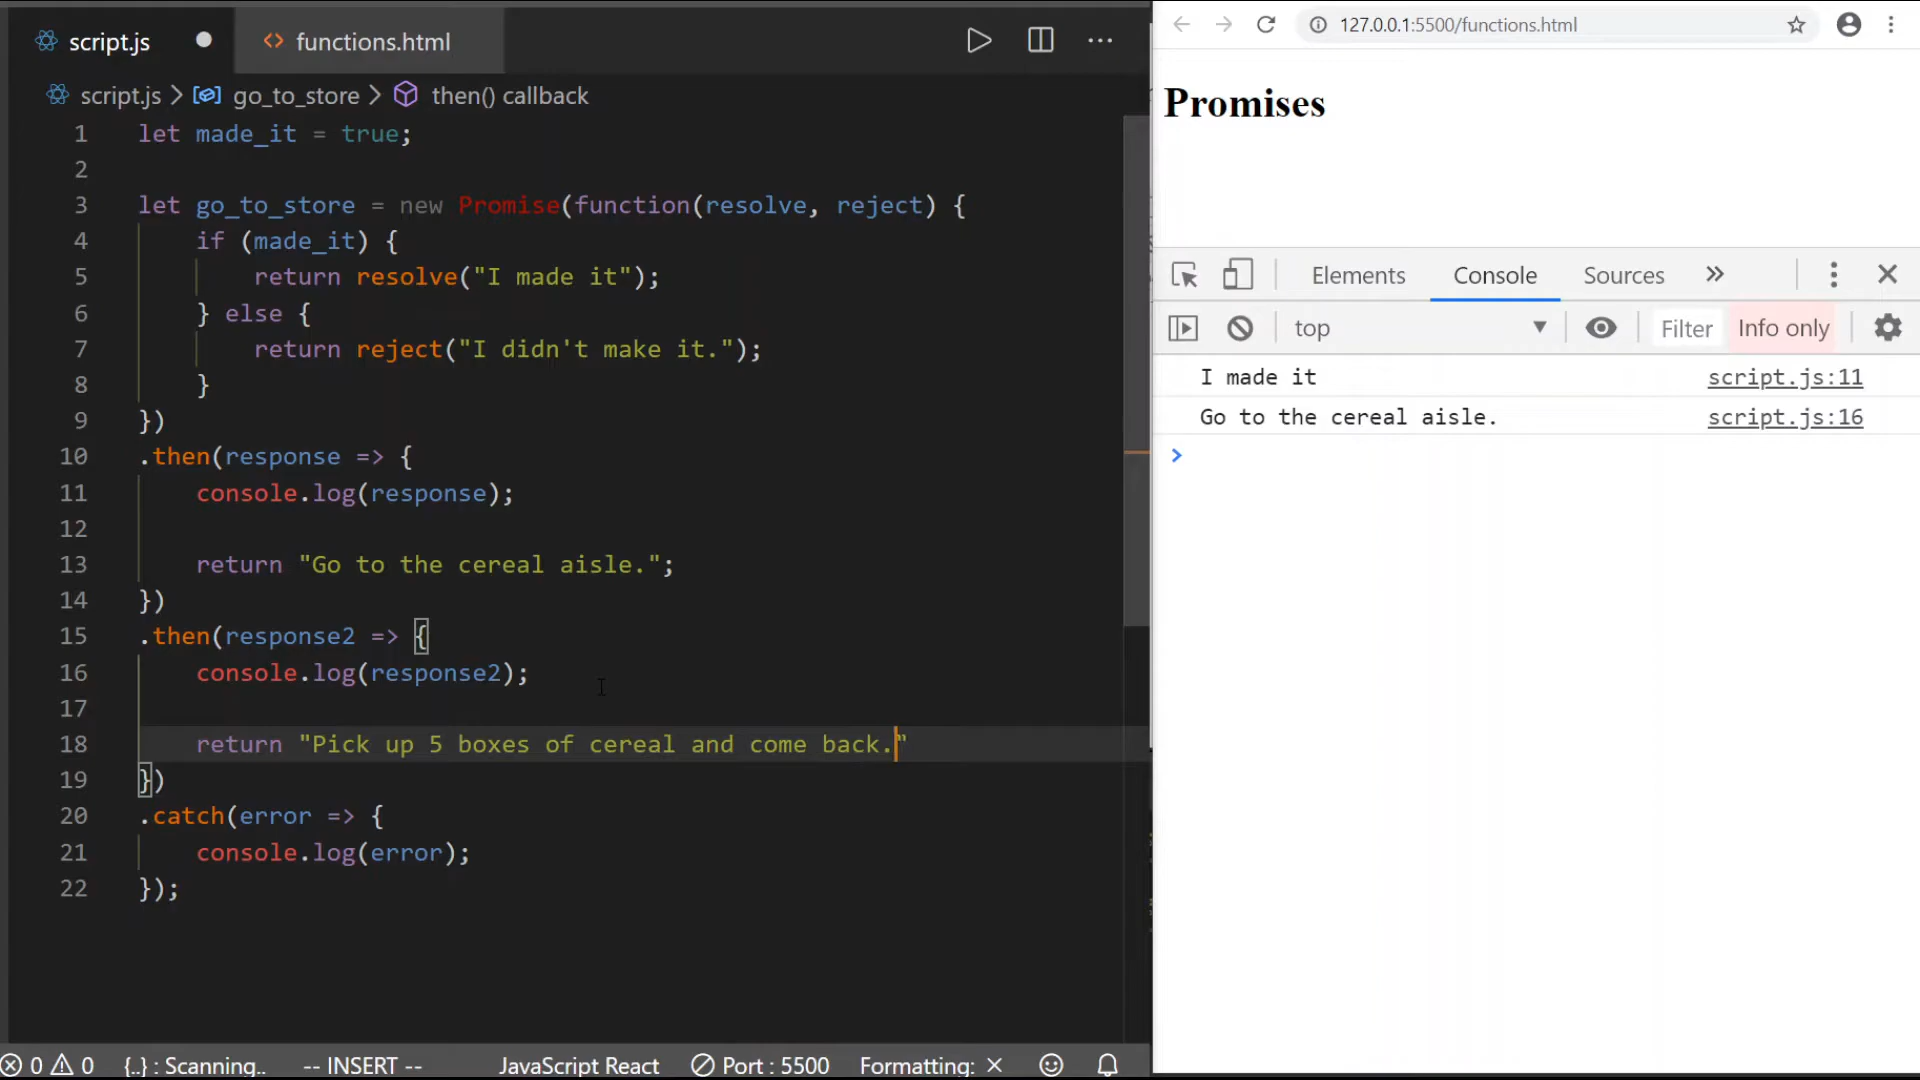 script.js
functions.html
script.js > go_to_store > then() callback
1 let made_it = true;
2
3 let go_to_store = new Promise(function(resolve, reject) {
4 if (made_it) {
5 return resolve("I made it");
6 } else {
7 return reject("I didn't make it.");
8 }
9 })
10 .then(response => {
11 console.log(response);
12
13 return "Go to the cereal aisle.";
14 })
15 .then(response2 => {
16 console.log(response2);
17
18 return "Pick up 5 boxes of cereal and come back."
19 })
20 .catch(error => {
21 console.log(error);
22 });
0 0 {..} : Scanning.. -- INSERT -- JavaScript React Port : 5500 Formatting: ×
127.0.0.1:5500/functions.html
Promises
Elements Console Sources »
top Filter Info only
I made it script.js:11
Go to the cereal aisle. script.js:16
>